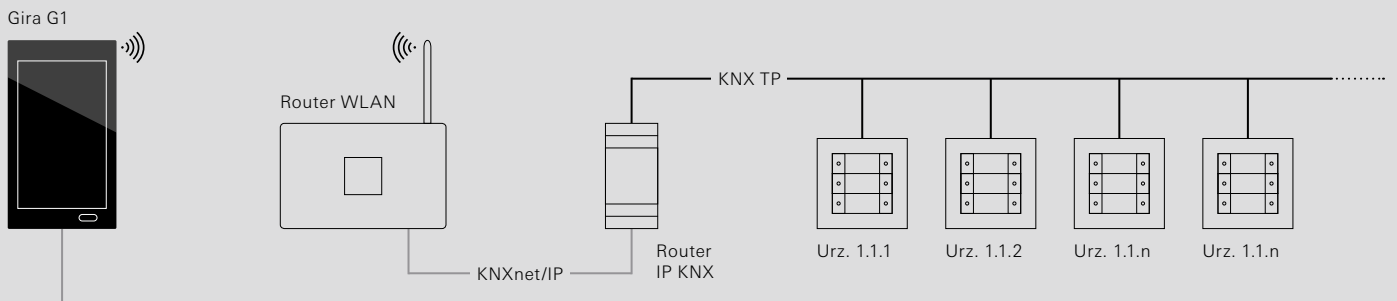 Gira G1
KNX TP
Router WLAN
Router
IP KNX
Urz. 1.1.1
Urz. 1.1.2
Urz. 1.1.n
Urz. 1.1.n
KNXnet/IP